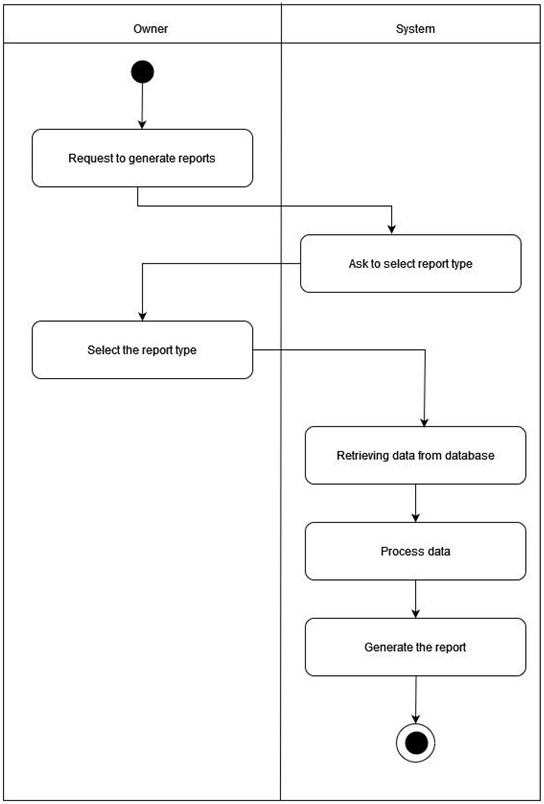 Owner
System
Request to generate reports
Ask to select report type
Select the report type
Retrieving data from database
Process data
Generate the report